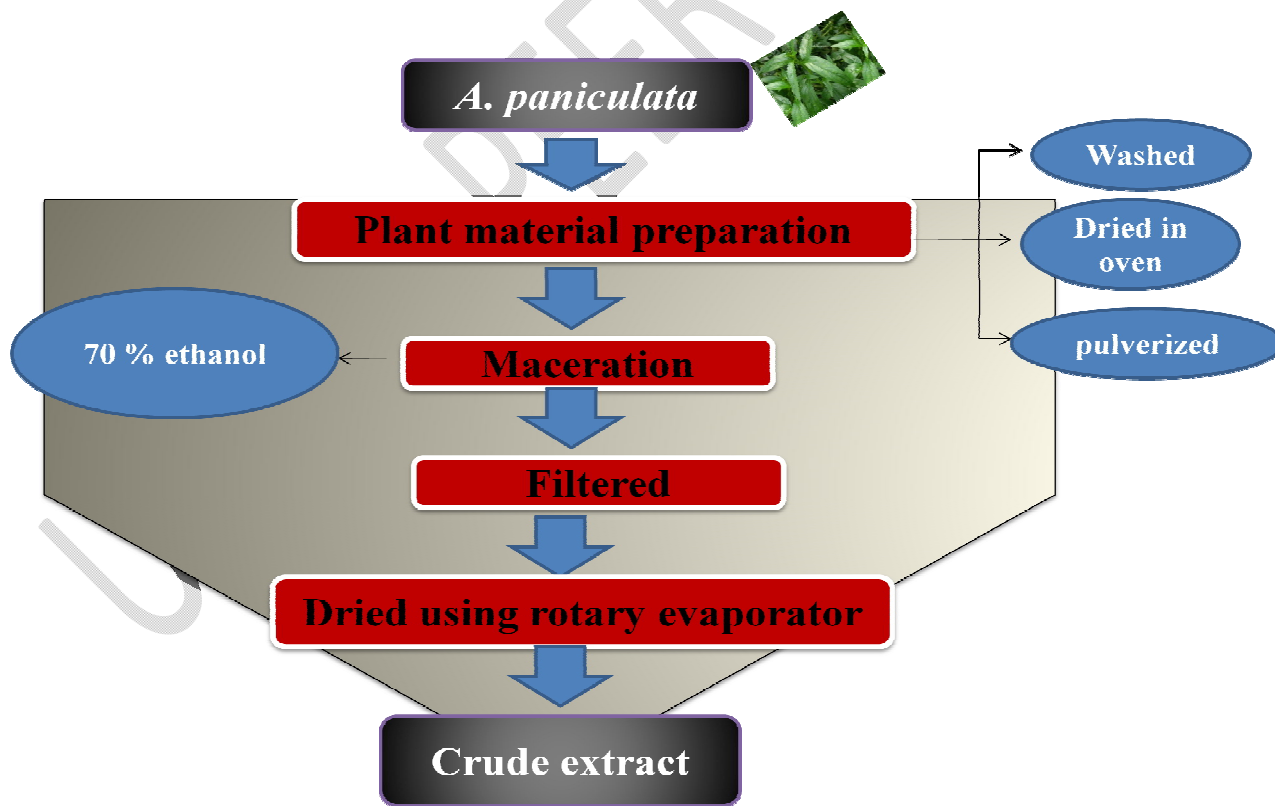 A. paniculata
Washed
Plant material preparation
Dried in
oven
70 % ethanol
Maceration
pulverized
Filtered
Dried using rotary evaporator
Crude extract